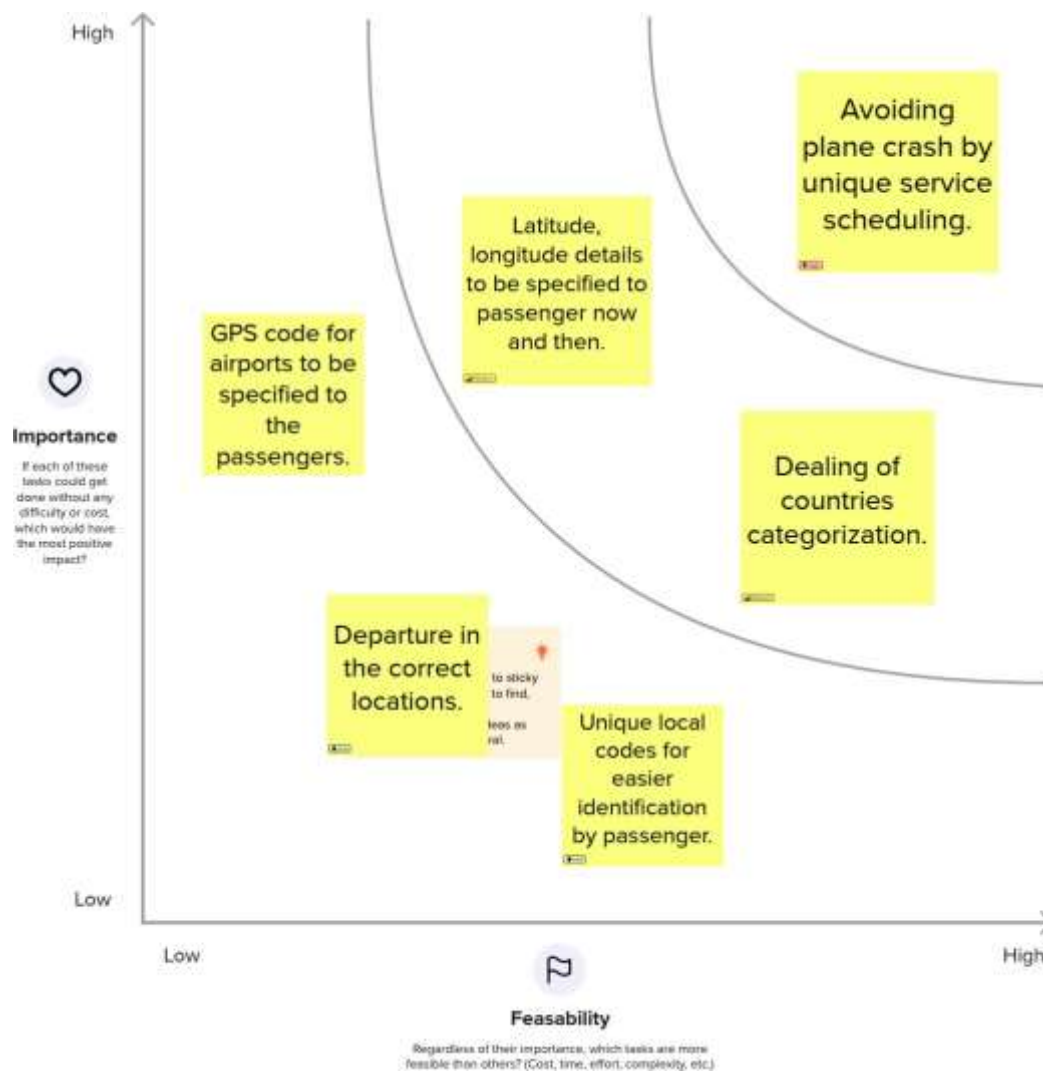 High
Avoiding
plane crash by
unique service
scheduling.
Latitude,
longitude details
to be specified to
passenger now
and then.
GPS code for
airports to be
specified to
the
passengers.
Importance
If each of these
tasks could get
done without any
difficulty or cost,
which would have
the most positive
impact?
Dealing of
countries
categorization.
Departure in
the correct
locations.
to sticky
to find,
as
Unique local
codes for
easier
identification
by passenger.
Low
Low
High
Feasability
Regardless of their importance, which tasks are more
feasible than others? (Cost, time, effort, complexity, etc.)